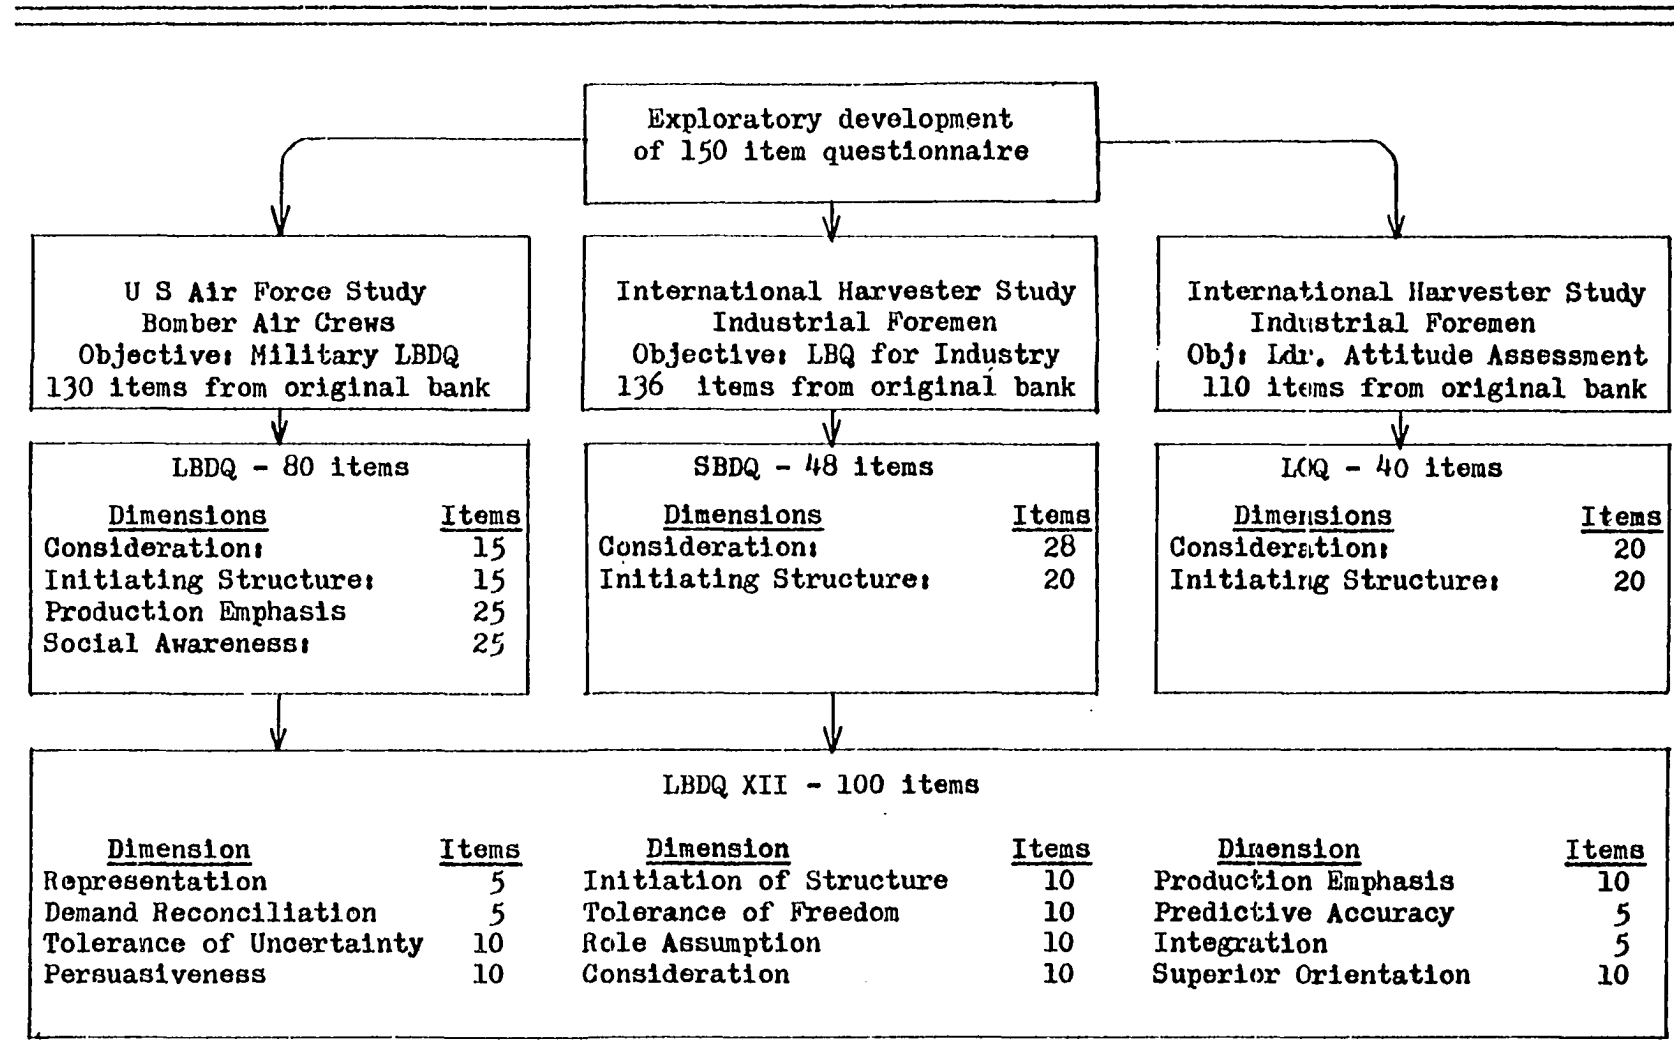 Exploratory development
of 150 item questionnaire
U S Air Force Study
Bomber Air Crews
Objective: Military LBDQ
130 items from original bank
International Harvester Study
Industrial Foremen
Objective: LBQ for Industry
136 items from original bank
International Harvester Study
Industrial Foremen
Obj: Ldr. Attitude Assessment
110 items from original bank
LBDQ - 80 items
Dimensions Items
Consideration: 15
Initiating Structure: 15
Production Emphasis 25
Social Awareness: 25
SBDQ - 48 items
Dimensions Items
Consideration: 28
Initiating Structure: 20
LOQ - 40 items
Dimensions Items
Consideration: 20
Initiating Structure: 20
LBDQ XII - 100 items
Dimension Items
Representation 5
Demand Reconciliation 5
Tolerance of Uncertainty 10
Persuasiveness 10
Dimension Items
Initiation of Structure 10
Tolerance of Freedom 10
Role Assumption 10
Consideration 10
Dimension Items
Production Emphasis 10
Predictive Accuracy 5
Integration 5
Superior Orientation 10